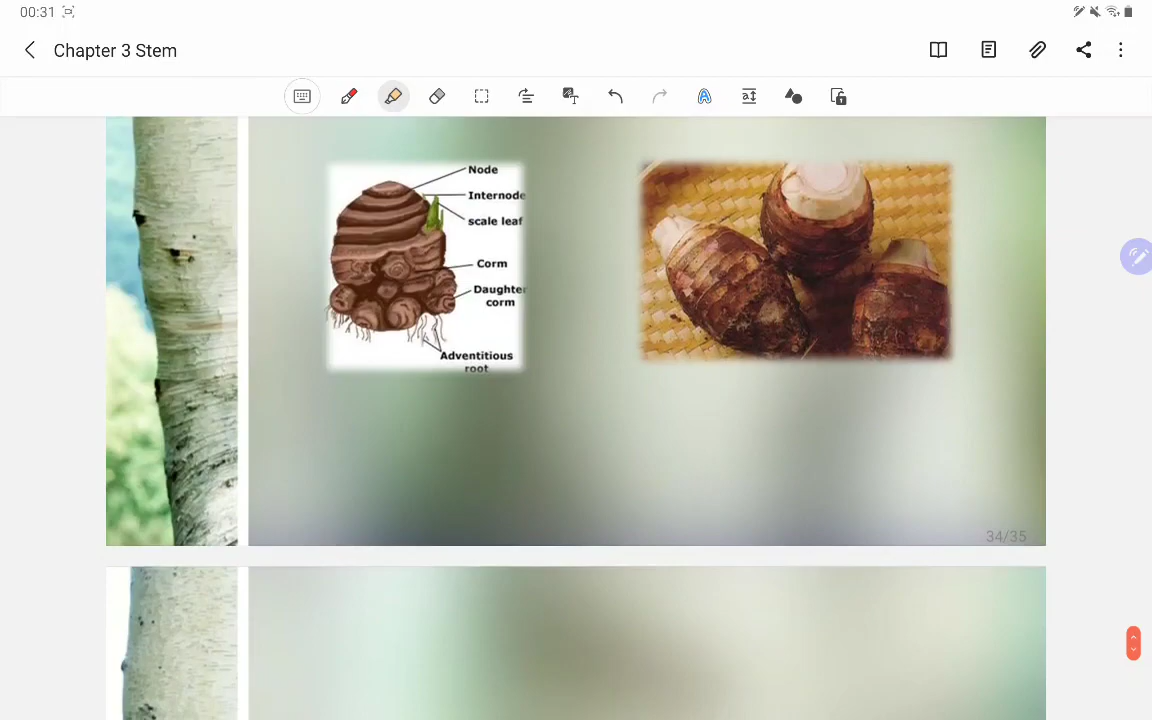 00:31
Chapter 3 Stem
Node
Internode
scale leaf
Corm
Daughter
corm
Adventitious
root
34/35